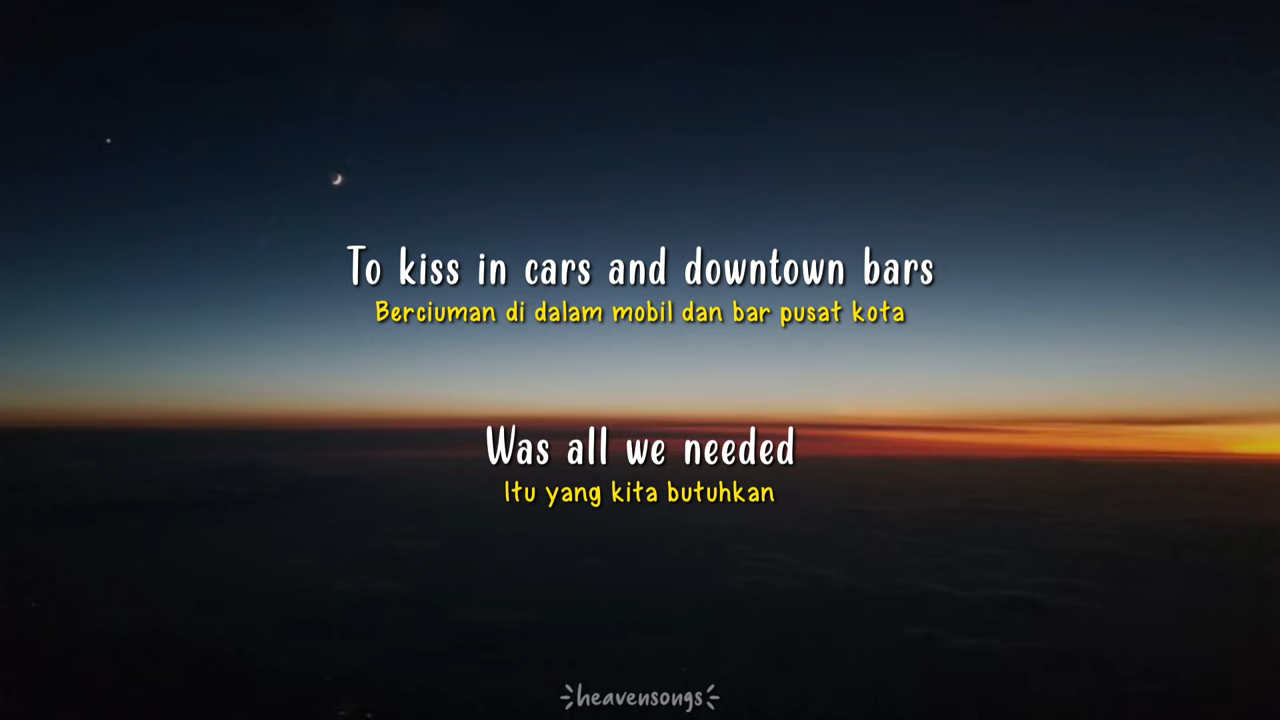 To kiss in cars and downtown bars
Berciuman di dalam mobil dan bar pusat kota
Was all we needed
Itu yang kita butuhkan
heavensongs